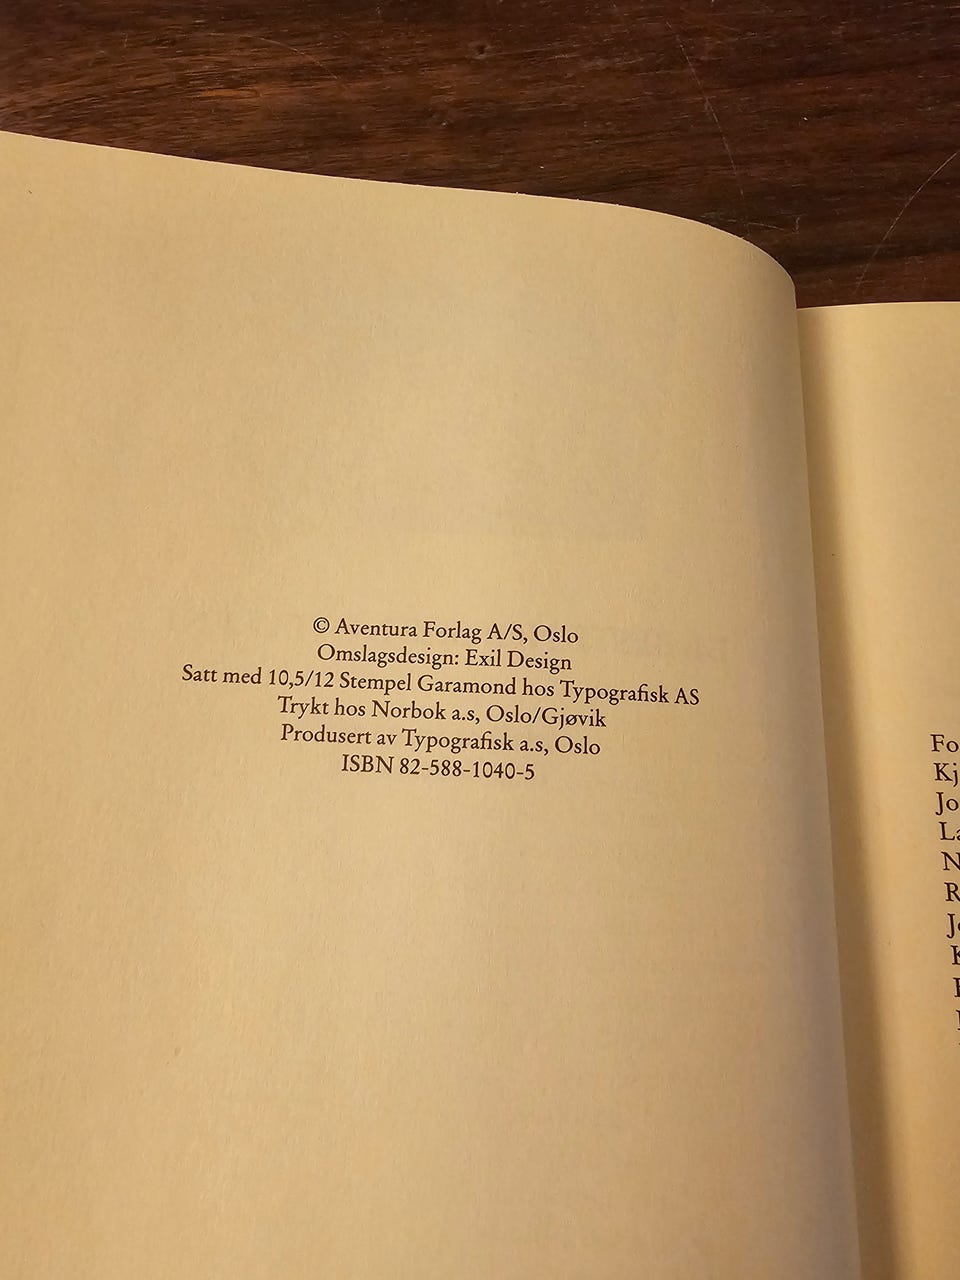 © Aventura Forlag A/S, Oslo
Omslagsdesign: Exil Design
Satt med 10,5/12 Stempel Garamond hos Typografisk AS
Trykt hos Norbok a.s, Oslo/Gjøvik
Produsert av Typografisk a.s, Oslo
ISBN 82-588-1040-5